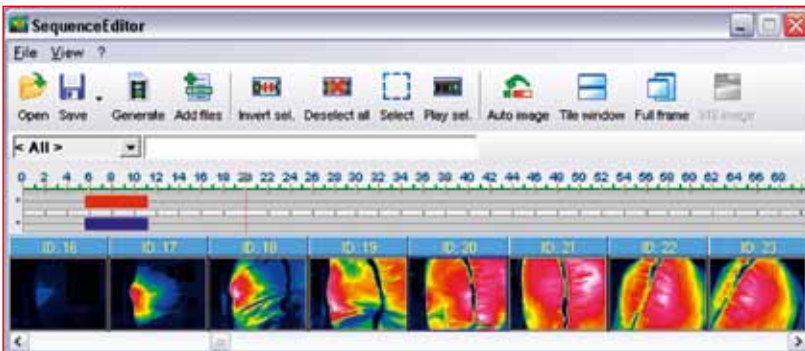 SequenceEditor
File View ?
Open Save Generate Add files Invert sel. Deselect all Select Play sel. Auto image Tile window Full frame
< All >
0 2 4 6 8 10 12 14 16 18 20 22 24 26 28 30 32 34 36 38 40 42 44 46 48 50 52 54 56 58 60 62 64 66 68
ID: 16 ID: 17 ID: 18 ID: 19 ID: 20 ID: 21 ID: 22 ID: 23